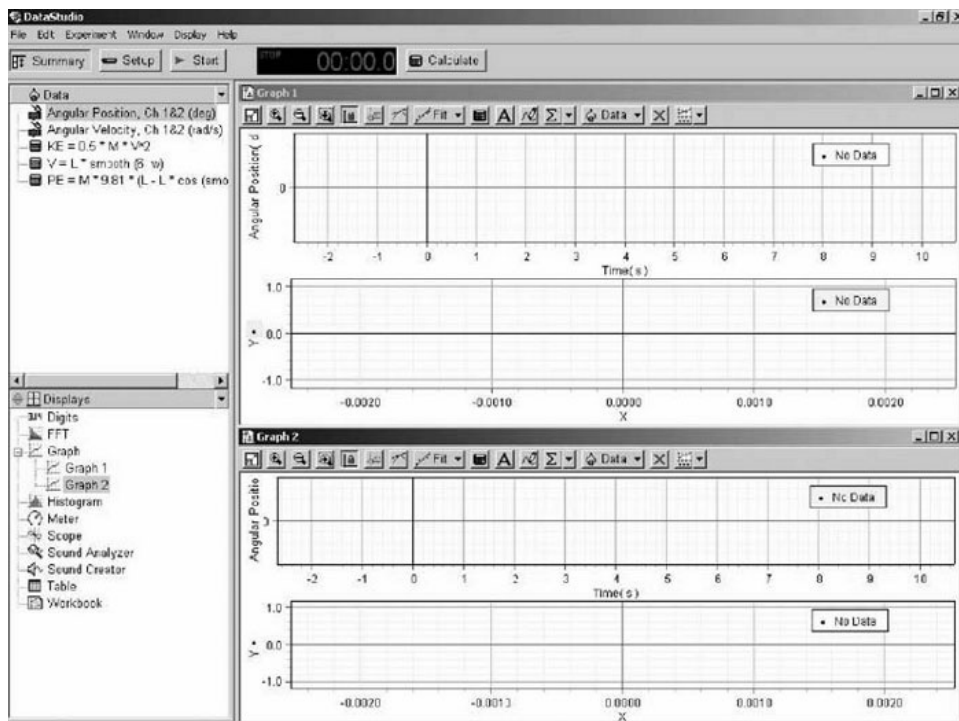 DataStudio
File Edit Experiment Window Display Help
Summary Setup Start STOP 00:00.0 Calculate
Data
Angular Position, Ch 1&2 (deg)
Angular Velocity, Ch 1&2 (rad/s)
KE = 0.5 * M * V^2
V = L * smooth (6 w)
PE = M * 9.81 * (L - L * cos (smo
Displays
Digits
FFT
Graph
Graph 1
Graph 2
Histogram
Meter
Scope
Sound Analyzer
Sound Creator
Table
Workbook
Graph 1
Fit A Σ Data
Angular Position(
0
No Data
-2 -1 0 1 2 3 4 5 6 7 8 9 10
Time(s)
Y
1.0
0.0
-1.0
No Data
-0.0020 -0.0010 0.0000 0.0010 0.0020
X
Graph 2
Fit A Σ Data
Angular Positio
No Data
-2 -1 0 1 2 3 4 5 6 7 8 9 10
Time(s)
Y
1.0
0.0
-1.0
No Data
-0.0020 -0.0010 0.0000 0.0010 0.0020
X